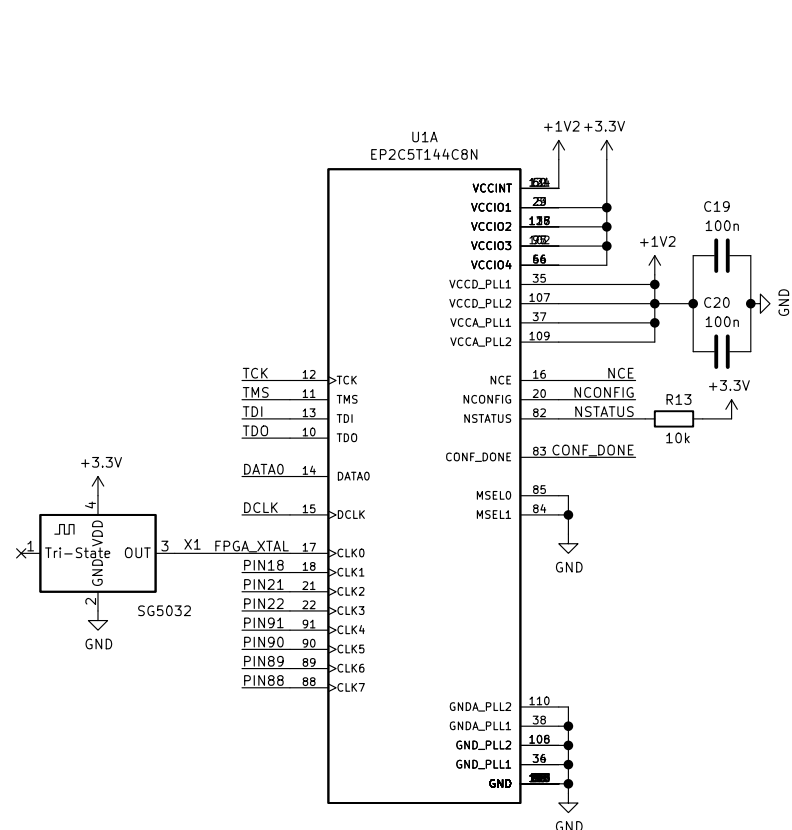 U1A
EP2C5T144C8N
+1V2
+3.3V
VCCINT
VCCIO1
VCCIO2
VCCIO3
VCCIO4
VCCD_PLL1 35
VCCD_PLL2 107
VCCA_PLL1 37
VCCA_PLL2 109
+1V2
C19
100n
C20
100n
GND
TCK 12 TCK
TMS 11 TMS
TDI 13 TDI
TDO 10 TDO
DATA0 14 DATA0
DCLK 15 DCLK
X1 FPGA_XTAL 17 CLK0
PIN18 18 CLK1
PIN21 21 CLK2
PIN22 22 CLK3
PIN91 91 CLK4
PIN90 90 CLK5
PIN89 89 CLK6
PIN88 88 CLK7
NCE 16 NCE
NCONFIG 20 NCONFIG
NSTATUS 82 NSTATUS
R13
10k
+3.3V
CONF_DONE 83 CONF_DONE
MSEL0 85
MSEL1 84
GND
+3.3V
4
VDD
1 Tri-State OUT 3
GND
2
SG5032
GND
GNDA_PLL2 110
GNDA_PLL1 38
GND_PLL2
GND_PLL1
GND
GND